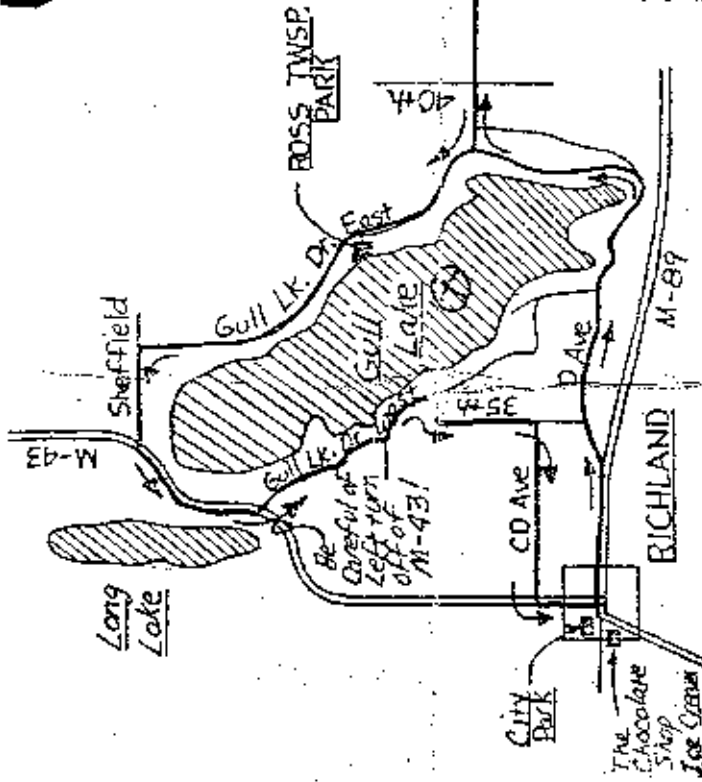 ROSS TWSP.
PARK
40th
Gull Lk. Dr. East
Sheffield
M-43
Gull
Lake
Gull Lk. Dr. West
35th
Long
Lake
Be
Careful of
Left turn
off of
M-43!
CD Ave
D Ave
M-89
RICHLAND
City
Park
The
Chocolate
Shop
Ice Cream